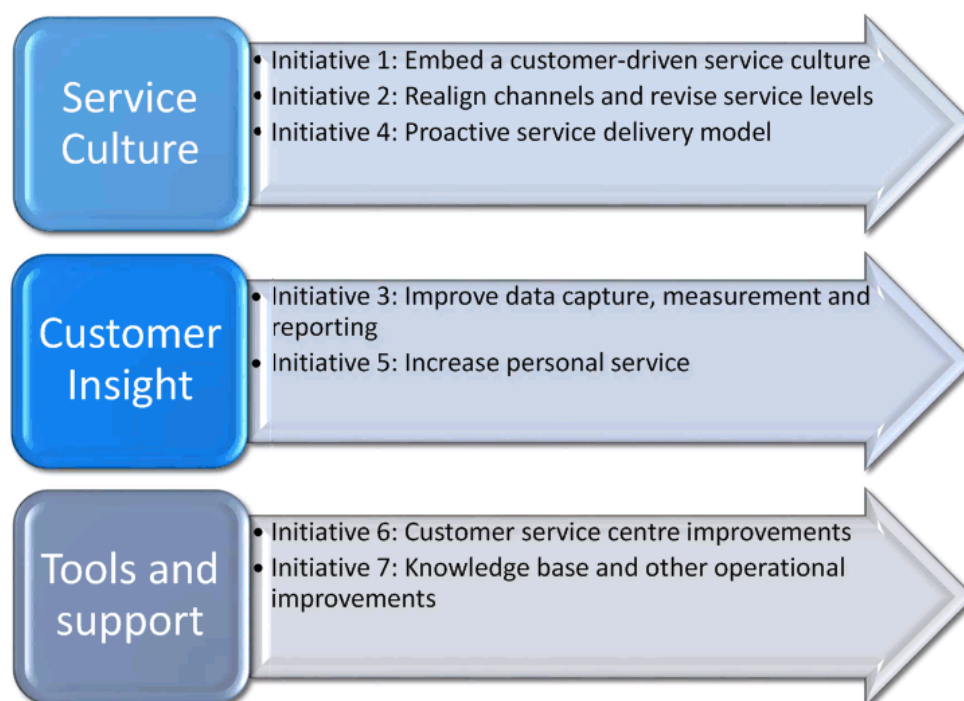 Service
Culture
• Initiative 1: Embed a customer-driven service culture
• Initiative 2: Realign channels and revise service levels
• Initiative 4: Proactive service delivery model
Customer
Insight
• Initiative 3: Improve data capture, measurement and
reporting
• Initiative 5: Increase personal service
Tools and
support
• Initiative 6: Customer service centre improvements
• Initiative 7: Knowledge base and other operational
improvements